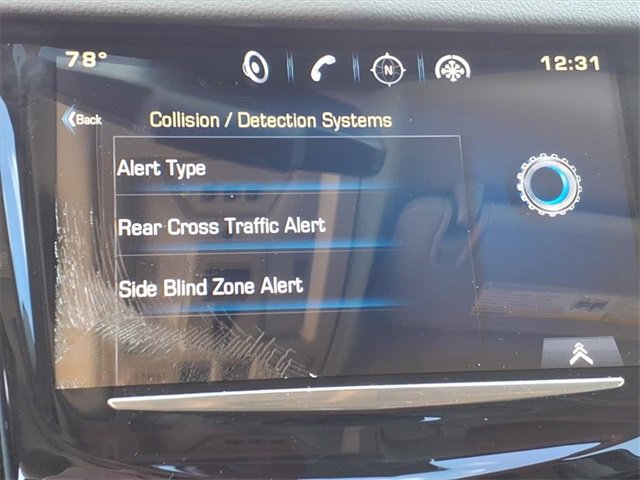 78° N 12:31
Back Collision / Detection Systems
Alert Type
Rear Cross Traffic Alert
Side Blind Zone Alert